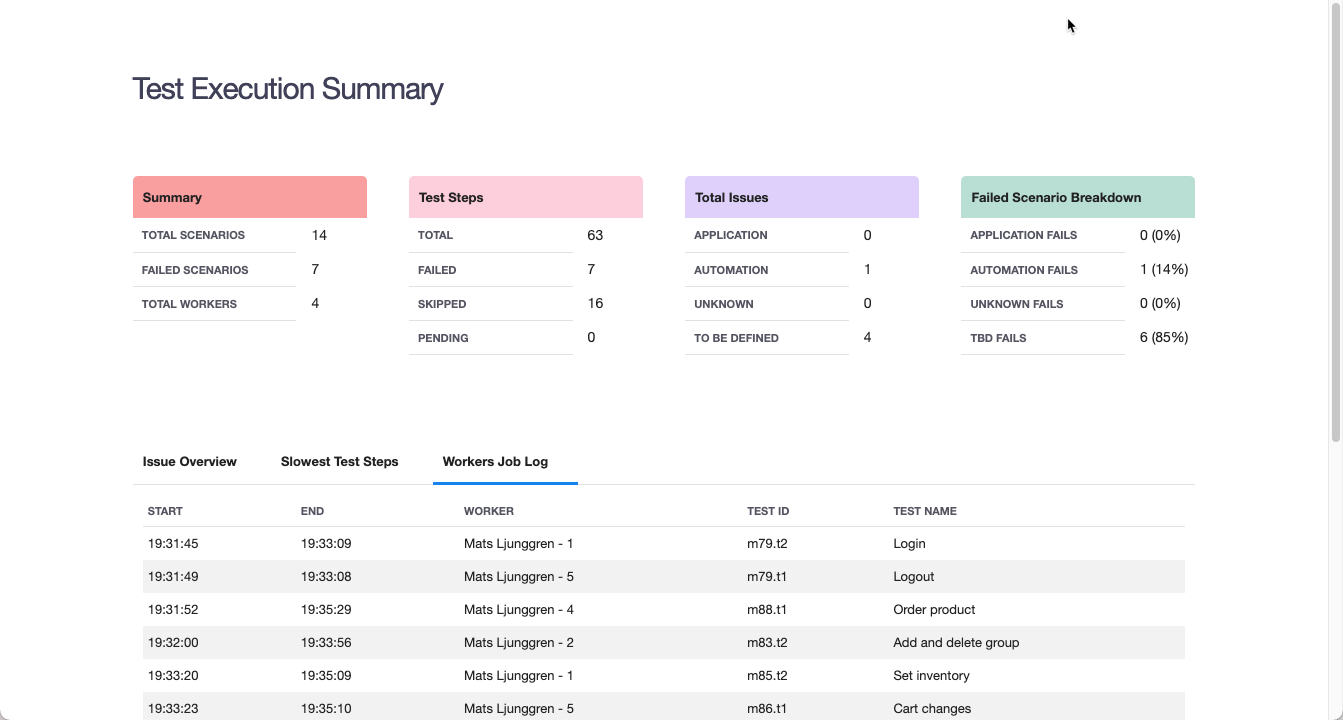 Test Execution Summary
Summary
TOTAL SCENARIOS 14
FAILED SCENARIOS 7
TOTAL WORKERS 4
Test Steps
TOTAL 63
FAILED 7
SKIPPED 16
PENDING 0
Total Issues
APPLICATION 0
AUTOMATION 1
UNKNOWN 0
TO BE DEFINED 4
Failed Scenario Breakdown
APPLICATION FAILS 0 (0%)
AUTOMATION FAILS 1 (14%)
UNKNOWN FAILS 0 (0%)
TBD FAILS 6 (85%)
Issue Overview Slowest Test Steps Workers Job Log
START END WORKER TEST ID TEST NAME
19:31:45 19:33:09 Mats Ljunggren - 1 m79.t2 Login
19:31:49 19:33:08 Mats Ljunggren - 5 m79.t1 Logout
19:31:52 19:35:29 Mats Ljunggren - 4 m88.t1 Order product
19:32:00 19:33:56 Mats Ljunggren - 2 m83.t2 Add and delete group
19:33:20 19:35:09 Mats Ljunggren - 1 m85.t2 Set inventory
19:33:23 19:35:10 Mats Ljunggren - 5 m86.t1 Cart changes